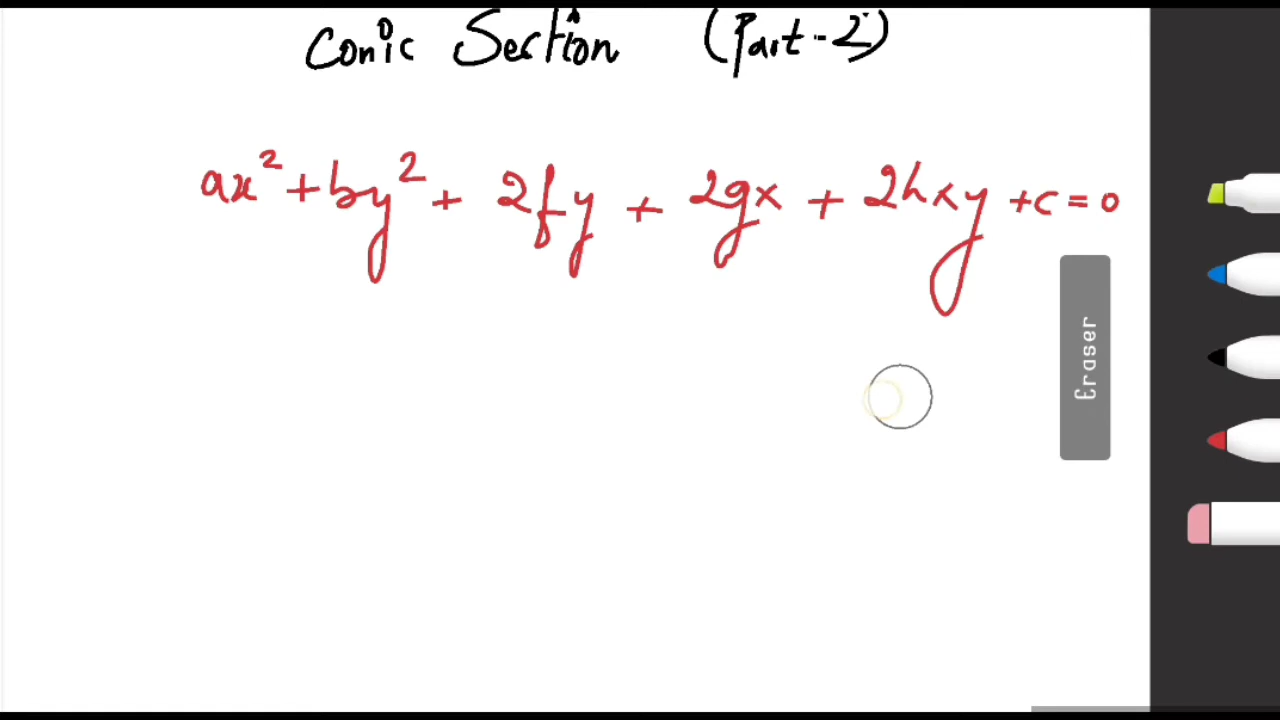 Conic Section (Part-2)
ax²+by² + 2fy + 2gx + 2hxy +c = 0
Eraser